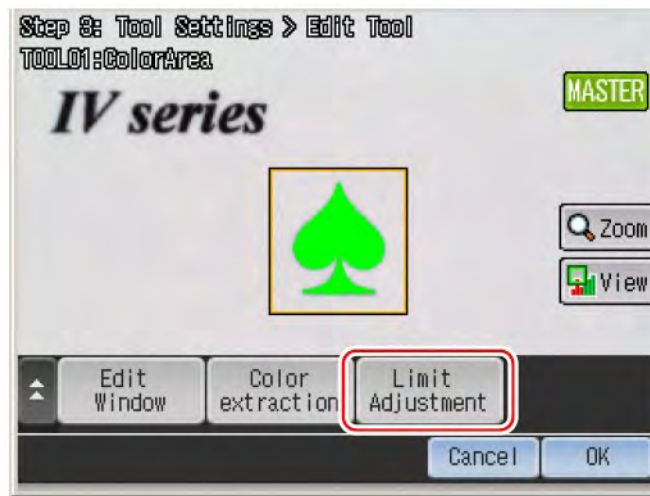 Step 3: Tool Settings > Edit Tool
TOOL01:ColorArea
IV series
MASTER
Zoom
View
Edit
Window
Color
extraction
Limit
Adjustment
Cancel
OK